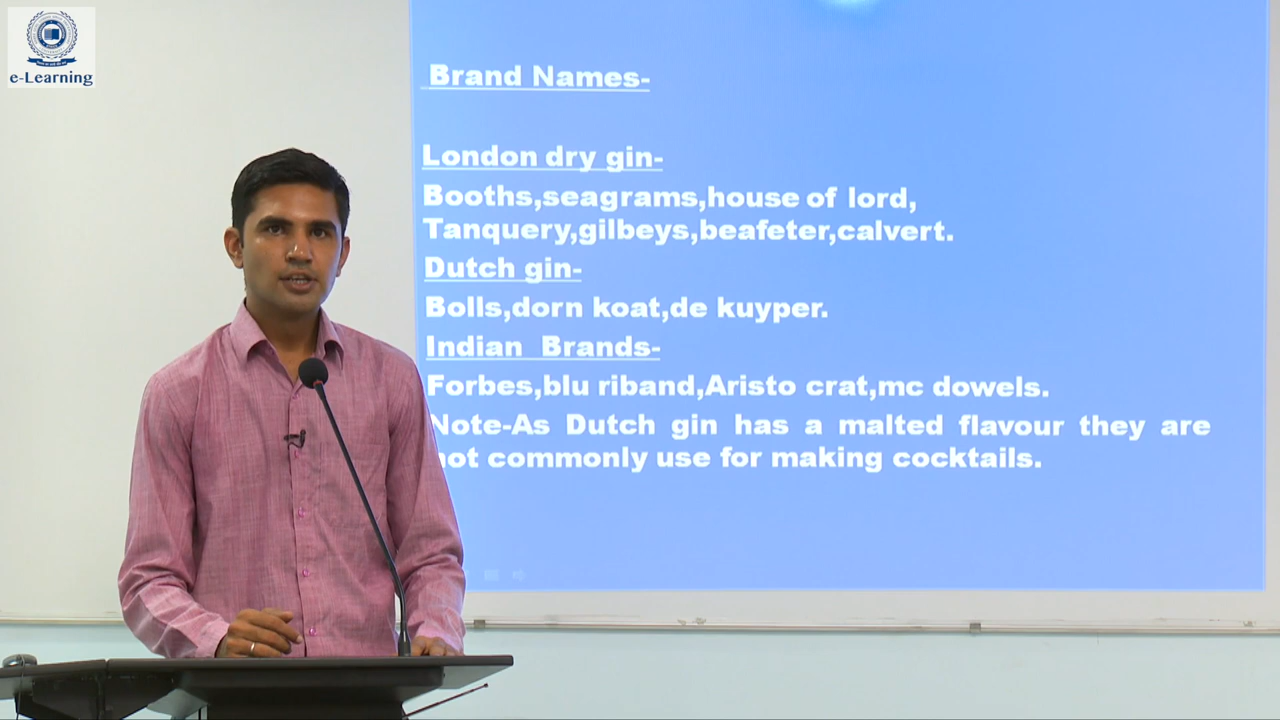 e-Learning
Brand Names-
London dry gin-
Booths,seagrams,house of lord,
Tanquery,gilbeys,beafeter,calvert.
Dutch gin-
Bolls,dorn koat,de kuyper.
Indian Brands-
Forbes,blu riband,Aristo crat,mc dowels.
Note-As Dutch gin has a malted flavour they are
not commonly use for making cocktails.